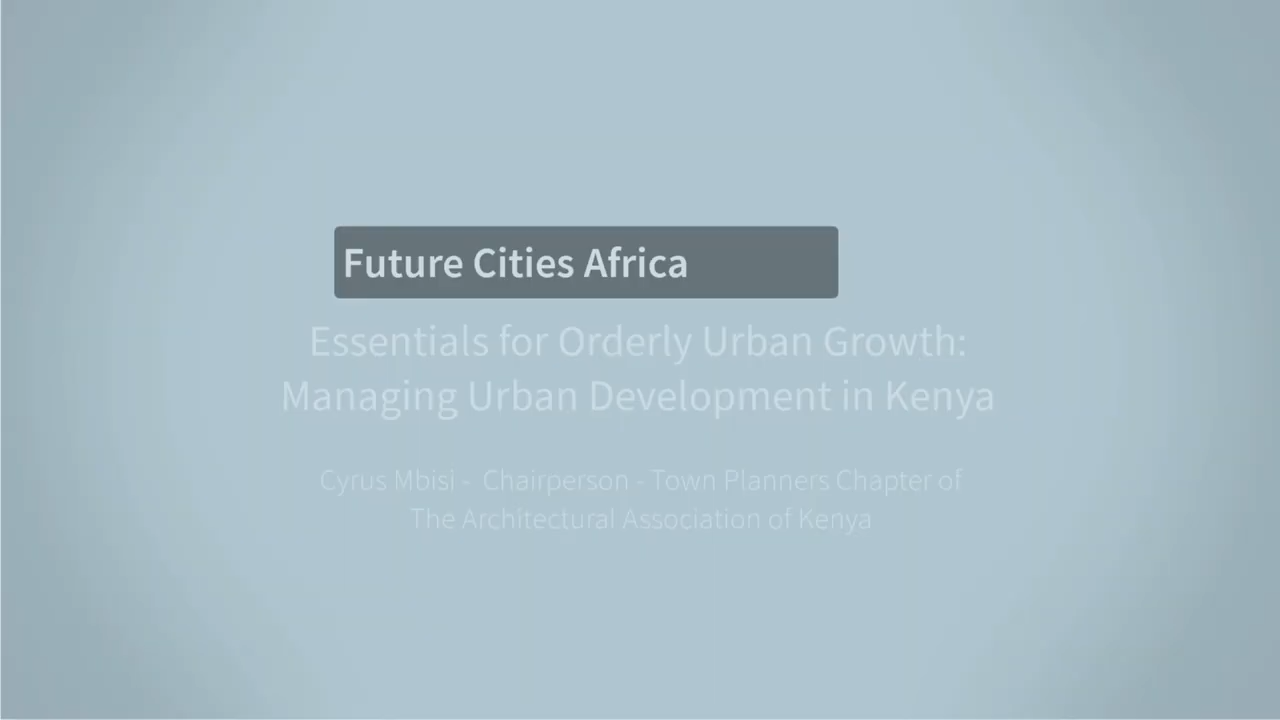 Future Cities Africa
Essentials for Orderly Urban Growth:
Managing Urban Development in Kenya
Cyrus Mbisi -  Chairperson - Town Planners Chapter of
The Architectural Association of Kenya